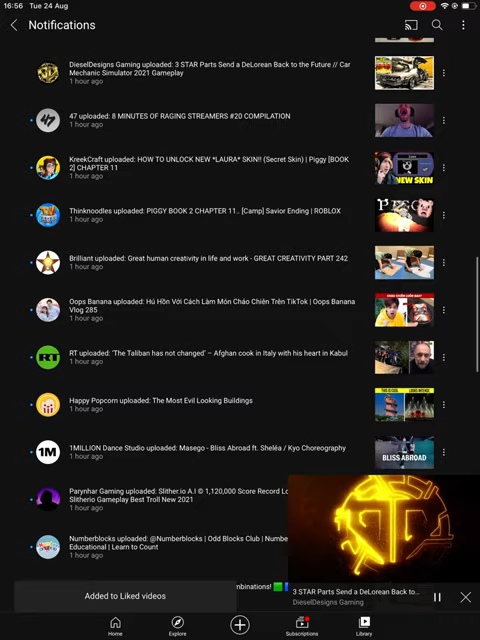 16:56 Tue 24 Aug
Notifications
DieselDesigns Gaming uploaded: 3 STAR Parts Send a DeLorean Back to the Future // Car
Mechanic Simulator 2021 Gameplay
1 hour ago
47 uploaded: 8 MINUTES OF RAGING STREAMERS #20 COMPILATION
1 hour ago
KreekCraft uploaded: HOW TO UNLOCK NEW *LAURA* SKIN!! (Secret Skin) | Piggy [BOOK
2] CHAPTER 11
1 hour ago
NEW SKIN
Thinknoodles uploaded: PIGGY BOOK 2 CHAPTER 11.. [Camp] Savior Ending | ROBLOX
1 hour ago
Brilliant uploaded: Great human creativity in life and work - GREAT CREATIVITY PART 242
1 hour ago
Oops Banana uploaded: Hú Hồn Với Cách Làm Món Cháo Chiên Trên TikTok | Oops Banana
Vlog 285
1 hour ago
RT
RT uploaded: 'The Taliban has not changed' – Afghan cook in Italy with his heart in Kabul
1 hour ago
Happy Popcorn uploaded: The Most Evil Looking Buildings
1 hour ago
1M
1MILLION Dance Studio uploaded: Masego - Bliss Abroad ft. Sheléa / Kyo Choreography
1 hour ago
BLISS ABROAD
Parynhar Gaming uploaded: Slither.io A.I © 1,120,000 Score Record Lo
Slitherio Gameplay Best Troll New 2021
1 hour ago
Numberblocks uploaded: @Numberblocks | Odd Blocks Club | Numbe
Educational | Learn to Count
1 hour ago
mbinations!
Added to Liked videos
3 STAR Parts Send a DeLorean Back to...
DieselDesigns Gaming
Home
Explore
Subscriptions
Library